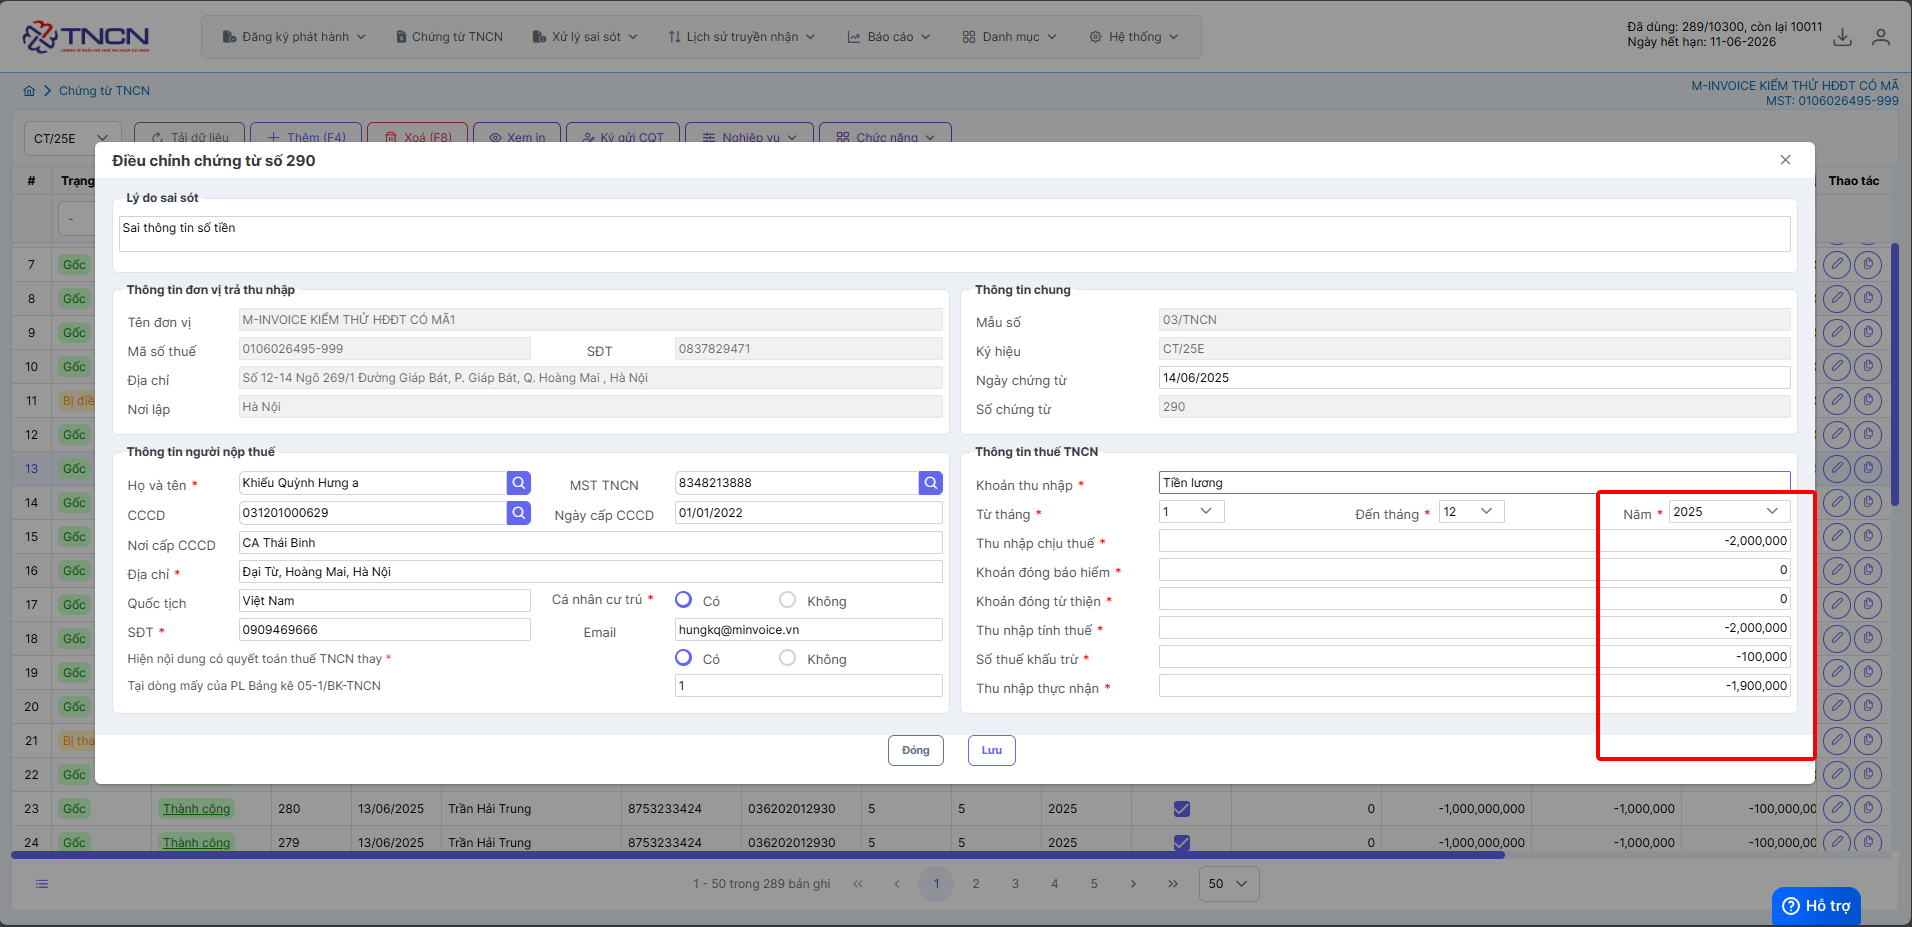 TNCN
Đăng ký phát hành
Chứng từ TNCN
Xử lý sai sót
Lịch sử truyền nhận
Báo cáo
Danh mục
Hệ thống
Đã dùng: 289/10300, còn lại 10011
Ngày hết hạn: 11-06-2026
Chứng từ TNCN
M-INVOICE KIỂM THỬ HĐĐT CÓ MÃ
MST: 0106026495-999
CT/25E
Tải dữ liệu
Thêm (F4)
Xoá (F8)
Xem in
Ký gửi CQT
Nghiệp vụ
Chức năng
Điều chỉnh chứng từ số 290
# Trạng
Thao tác
-
Lý do sai sót
Sai thông tin số tiền
Thông tin đơn vị trả thu nhập
Tên đơn vị M-INVOICE KIỂM THỬ HĐĐT CÓ MÃ1
Mã số thuế 0106026495-999 SĐT 0837829471
Địa chỉ Số 12-14 Ngõ 269/1 Đường Giáp Bát, P. Giáp Bát, Q. Hoàng Mai , Hà Nội
Nơi lập Hà Nội
Thông tin chung
Mẫu số 03/TNCN
Ký hiệu CT/25E
Ngày chứng từ 14/06/2025
Số chứng từ 290
Thông tin người nộp thuế
Họ và tên * Khiếu Quỳnh Hưng a MST TNCN 8348213888
CCCD 031201000629 Ngày cấp CCCD 01/01/2022
Nơi cấp CCCD CA Thái Bình
Địa chỉ * Đại Từ, Hoàng Mai, Hà Nội
Quốc tịch Việt Nam Cá nhân cư trú * Có Không
SĐT * 0909469666 Email hungkq@minvoice.vn
Hiện nội dung có quyết toán thuế TNCN thay * Có Không
Tại dòng mấy của PL Bảng kê 05-1/BK-TNCN 1
Thông tin thuế TNCN
Khoản thu nhập * Tiền lương
Từ tháng * 1 Đến tháng * 12 Năm * 2025
Thu nhập chịu thuế * -2,000,000
Khoản đóng bảo hiểm * 0
Khoản đóng từ thiện * 0
Thu nhập tính thuế * -2,000,000
Số thuế khấu trừ * -100,000
Thu nhập thực nhận * -1,900,000
Đóng
Lưu
7 Gốc
8 Gốc
9 Gốc
10 Gốc
11 Bị điề
12 Gốc
13 Gốc
14 Gốc
15 Gốc
16 Gốc
17 Gốc
18 Gốc
19 Gốc
20 Gốc
21 Bị tha
22 Gốc
23 Gốc Thành công 280 13/06/2025 Trần Hải Trung 8753233424 036202012930 5 5 2025 0 -1,000,000,000 -1,000,000 -100,000,00
24 Gốc Thành công 279 13/06/2025 Trần Hải Trung 8753233424 036202012930 5 5 2025 0 -1,000,000,000 -1,000,000 -100,000,00
1 - 50 trong 289 bản ghi
« ‹ 1 2 3 4 5 › »
50
Hỗ trợ